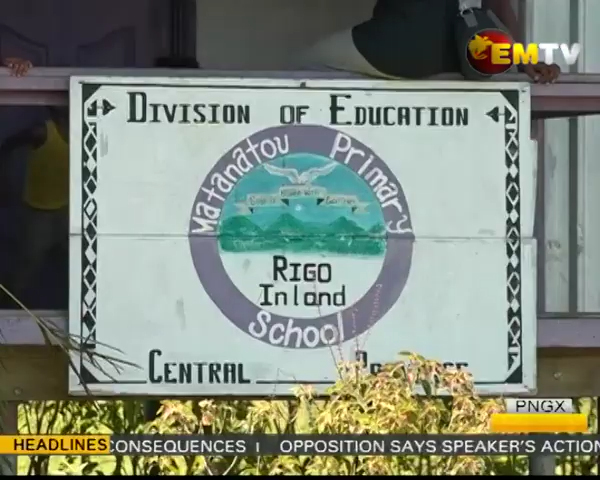 EMTV
DIVISION OF EDUCATION
Matanatou Primary
RIGO
Inland
School
CENTRAL
PNGX
HEADLINES CONSEQUENCES | OPPOSITION SAYS SPEAKER'S ACTION